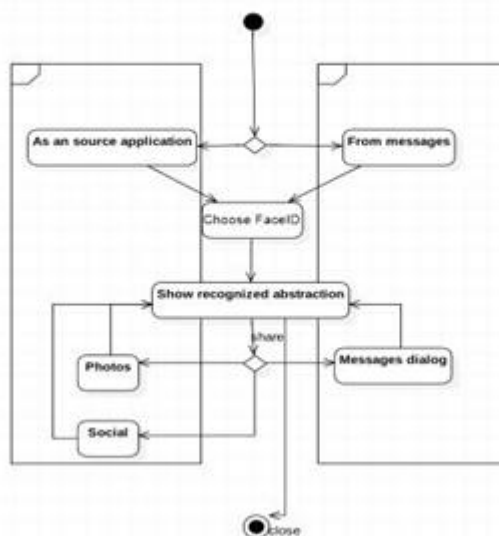 As an source application
From messages
Choose FaceID
Show recognized abstraction
share
Photos
Messages dialog
Social
close